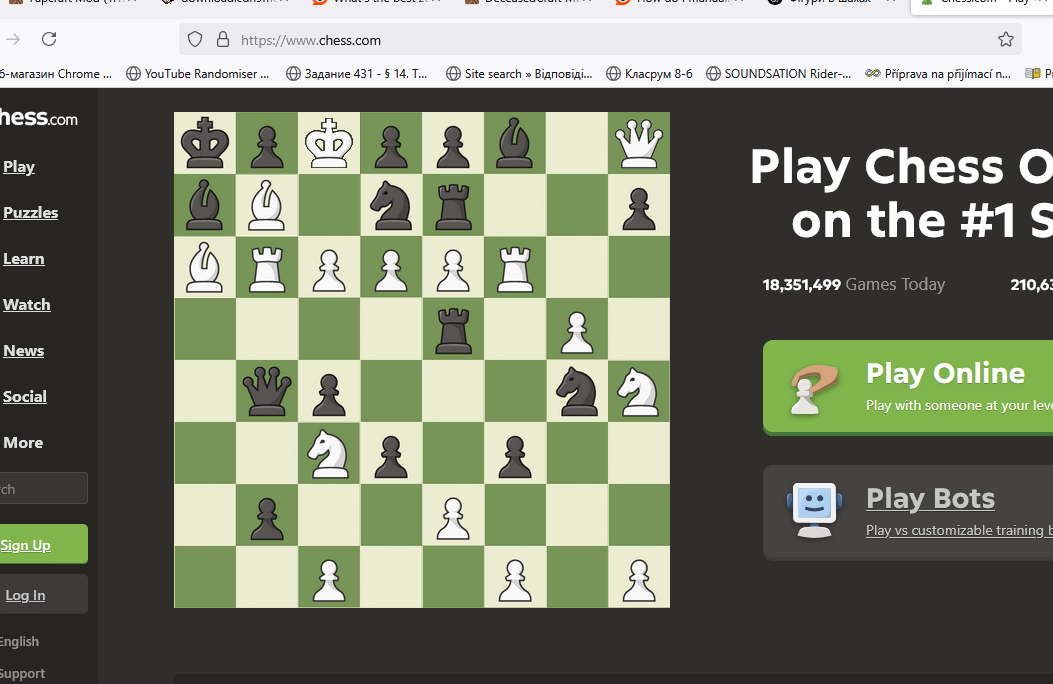 https://www.chess.com
б-магазин Chrome ... YouTube Randomiser ... Задание 431 - § 14. Т... Site search » Відповіді... Класрум 8-6 SOUNDSATION Rider-... Příprava na přijímací n...
hess.com
Play
Puzzles
Learn
Watch
News
Social
More
rch
Sign Up
Log In
English
Support
Play Chess O
on the #1 S
18,351,499 Games Today 210,63
Play Online
Play with someone at your leve
Play Bots
Play vs customizable training b